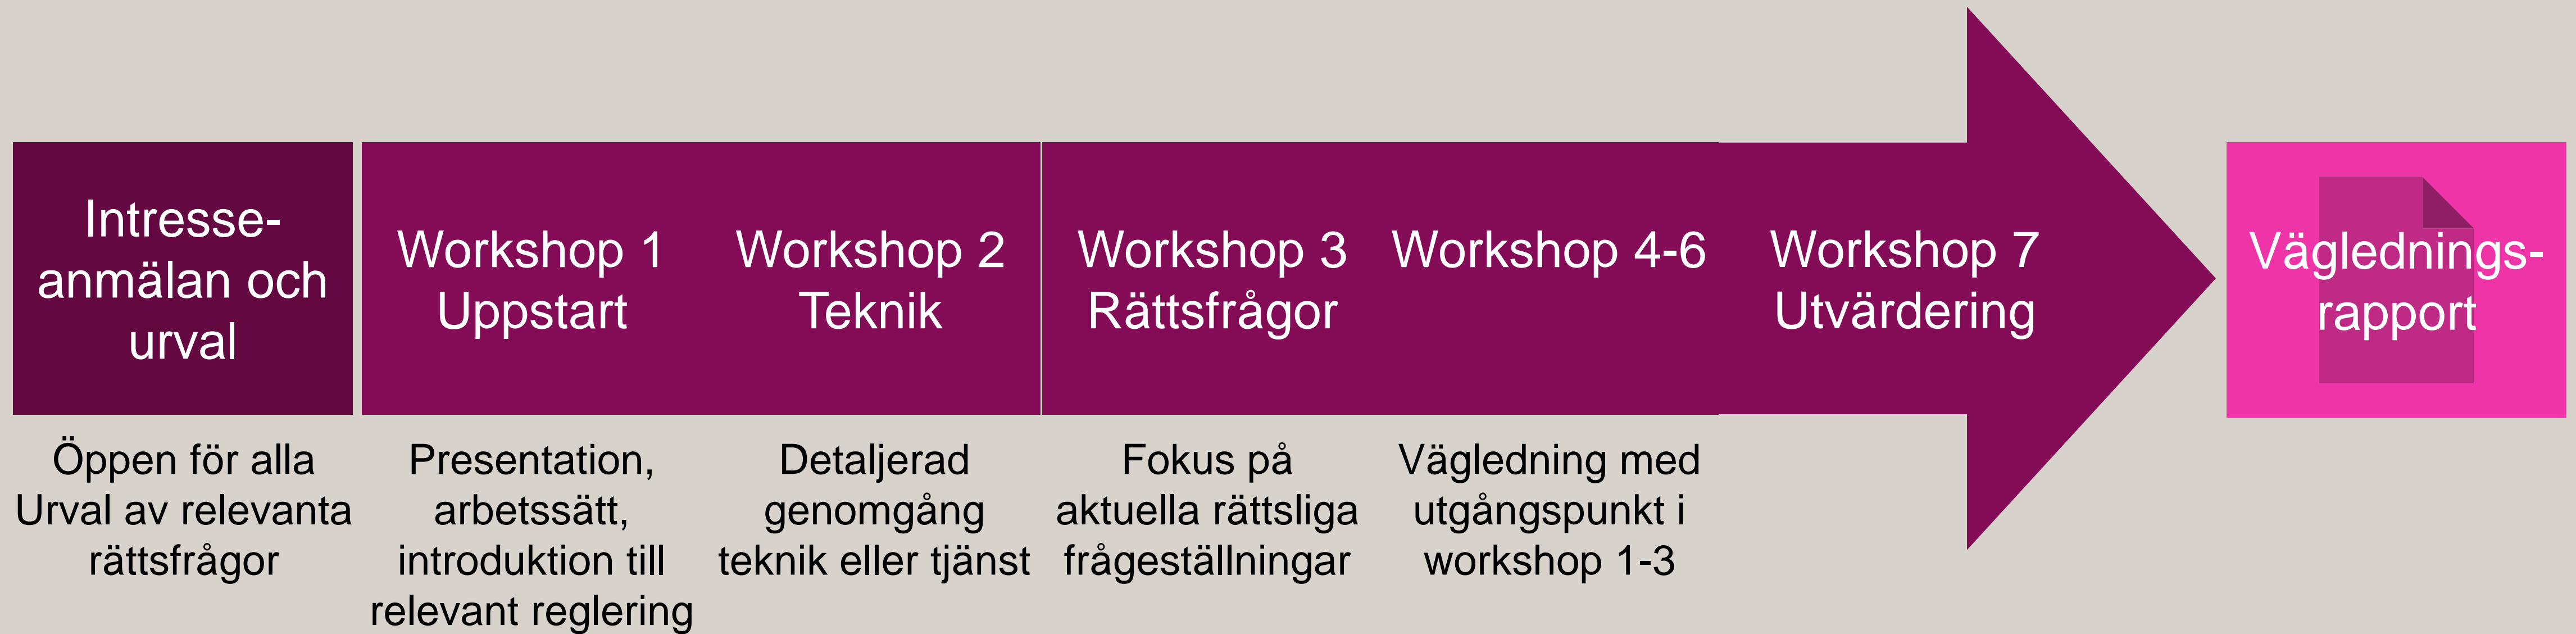 Intresse-
anmälan och
urval
Workshop 1
Uppstart
Workshop 2
Teknik
Workshop 3
Rättsfrågor
Workshop 4-6
Workshop 7
Utvärdering
Väglednings-
rapport
Öppen för alla
Urval av relevanta
rättsfrågor
Presentation,
arbetssätt,
introduktion till
relevant reglering
Detaljerad
genomgång
teknik eller tjänst
Fokus på
aktuella rättsliga
frågeställningar
Vägledning med
utgångspunkt i
workshop 1-3